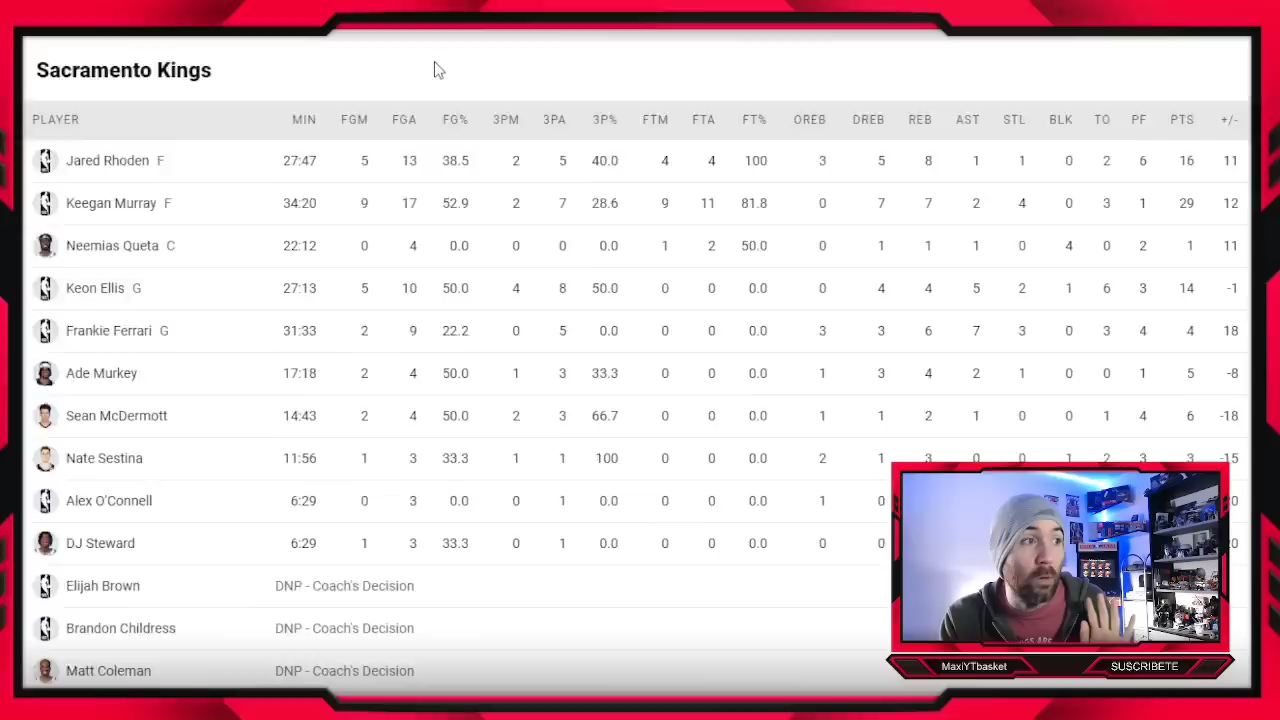 Sacramento Kings
PLAYER MIN FGM FGA FG% 3PM 3PA 3P% FTM FTA FT% OREB DREB REB AST STL BLK TO PF PTS +/-
Jared Rhoden F 27:47 5 13 38.5 2 5 40.0 4 4 100 3 5 8 1 1 0 2 6 16 11
Keegan Murray F 34:20 9 17 52.9 2 7 28.6 9 11 81.8 0 7 7 2 4 0 3 1 29 12
Neemias Queta C 22:12 0 4 0.0 0 0 0.0 1 2 50.0 0 1 1 1 0 4 0 2 1 11
Keon Ellis G 27:13 5 10 50.0 4 8 50.0 0 0 0.0 0 4 4 5 2 1 6 3 14 -1
Frankie Ferrari G 31:33 2 9 22.2 0 5 0.0 0 0 0.0 3 3 6 7 3 0 3 4 4 18
Ade Murkey 17:18 2 4 50.0 1 3 33.3 0 0 0.0 1 3 4 2 1 0 0 1 5 -8
Sean McDermott 14:43 2 4 50.0 2 3 66.7 0 0 0.0 1 1 2 1 0 0 1 4 6 -18
Nate Sestina 11:56 1 3 33.3 1 1 100 0 0 0.0 2 1 3 0 0 1 2 3 3 -15
Alex O'Connell 6:29 0 3 0.0 0 1 0.0 0 0 0.0 1 0
DJ Steward 6:29 1 3 33.3 0 1 0.0 0 0 0.0 0 0
Elijah Brown DNP - Coach's Decision
Brandon Childress DNP - Coach's Decision
Matt Coleman DNP - Coach's Decision
MaxiYTbasket SUSCRIBETE